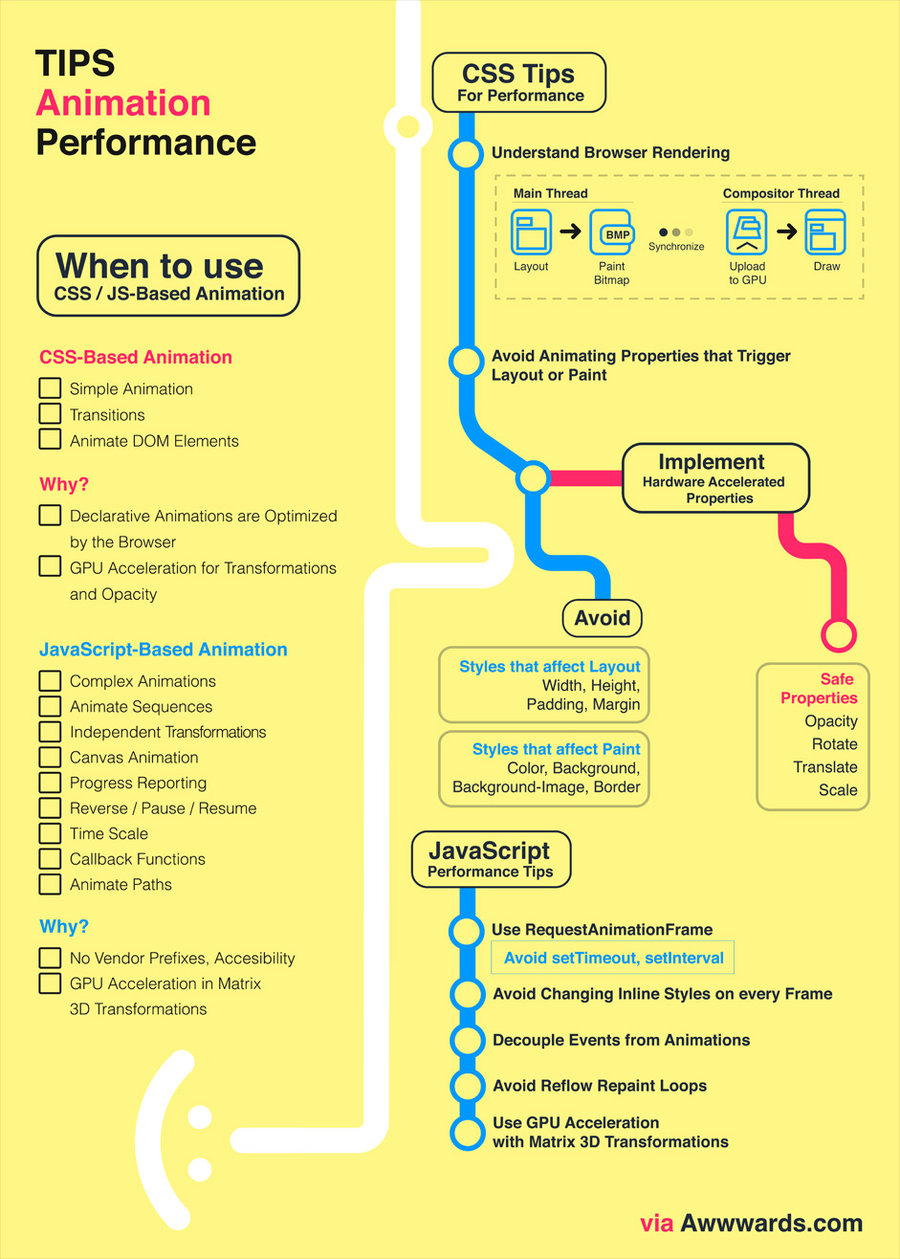 TIPS
Animation
Performance
When to use
CSS / JS-Based Animation
CSS-Based Animation
Simple Animation
Transitions
Animate DOM Elements
Why?
Declarative Animations are Optimized
by the Browser
GPU Acceleration for Transformations
and Opacity
JavaScript-Based Animation
Complex Animations
Animate Sequences
Independent Transformations
Canvas Animation
Progress Reporting
Reverse / Pause / Resume
Time Scale
Callback Functions
Animate Paths
Why?
No Vendor Prefixes, Accesibility
GPU Acceleration in Matrix
3D Transformations
CSS Tips
For Performance
Understand Browser Rendering
Main Thread
Layout
BMP
Paint
Bitmap
Synchronize
Compositor Thread
Upload
to GPU
Draw
Avoid Animating Properties that Trigger
Layout or Paint
Implement
Hardware Accelerated
Properties
Avoid
Styles that affect Layout
Width, Height,
Padding, Margin
Styles that affect Paint
Color, Background,
Background-Image, Border
Safe
Properties
Opacity
Rotate
Translate
Scale
JavaScript
Performance Tips
Use RequestAnimationFrame
Avoid setTimeout, setInterval
Avoid Changing Inline Styles on every Frame
Decouple Events from Animations
Avoid Reflow Repaint Loops
Use GPU Acceleration
with Matrix 3D Transformations
via Awwwards.com